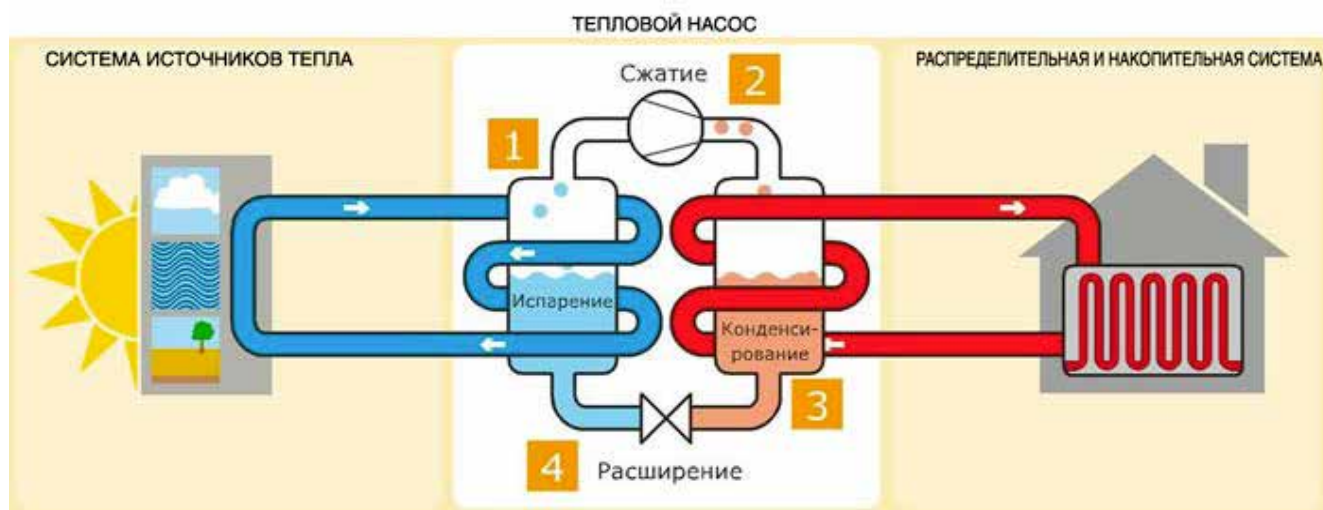 ТЕПЛОВОЙ НАСОС
СИСТЕМА ИСТОЧНИКОВ ТЕПЛА
РАСПРЕДЕЛИТЕЛЬНАЯ И НАКОПИТЕЛЬНАЯ СИСТЕМА
Сжатие
2
1
Испарение
Конденси-
рование
3
4
Расширение